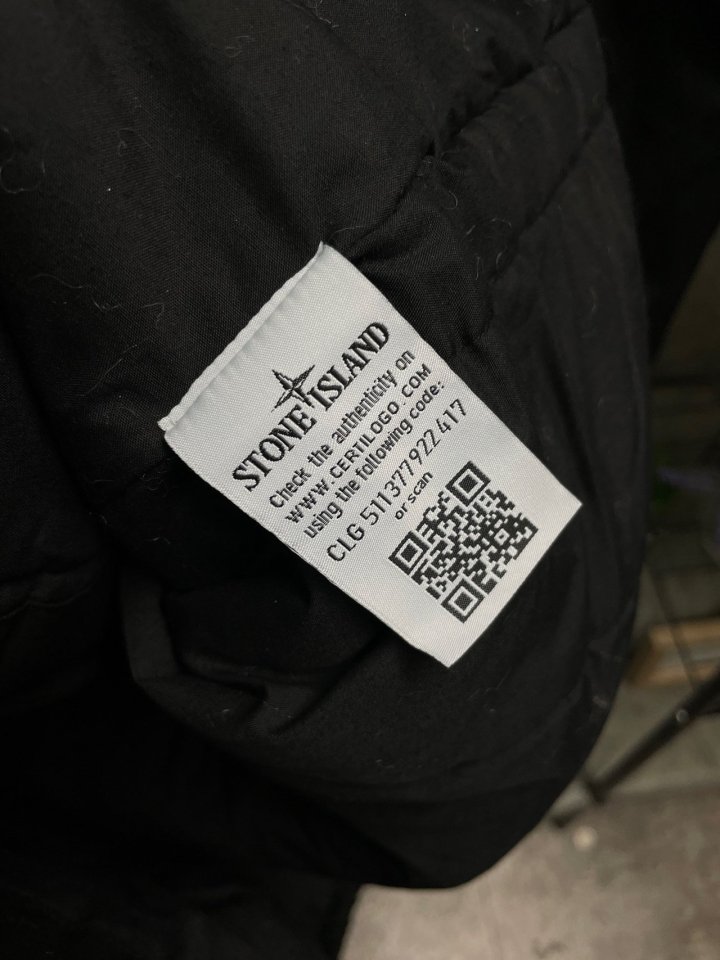 STONE ISLAND
Check the authenticity on
WWW.CERTILOGO.COM
using the following code:
CLG 511377922417
or scan